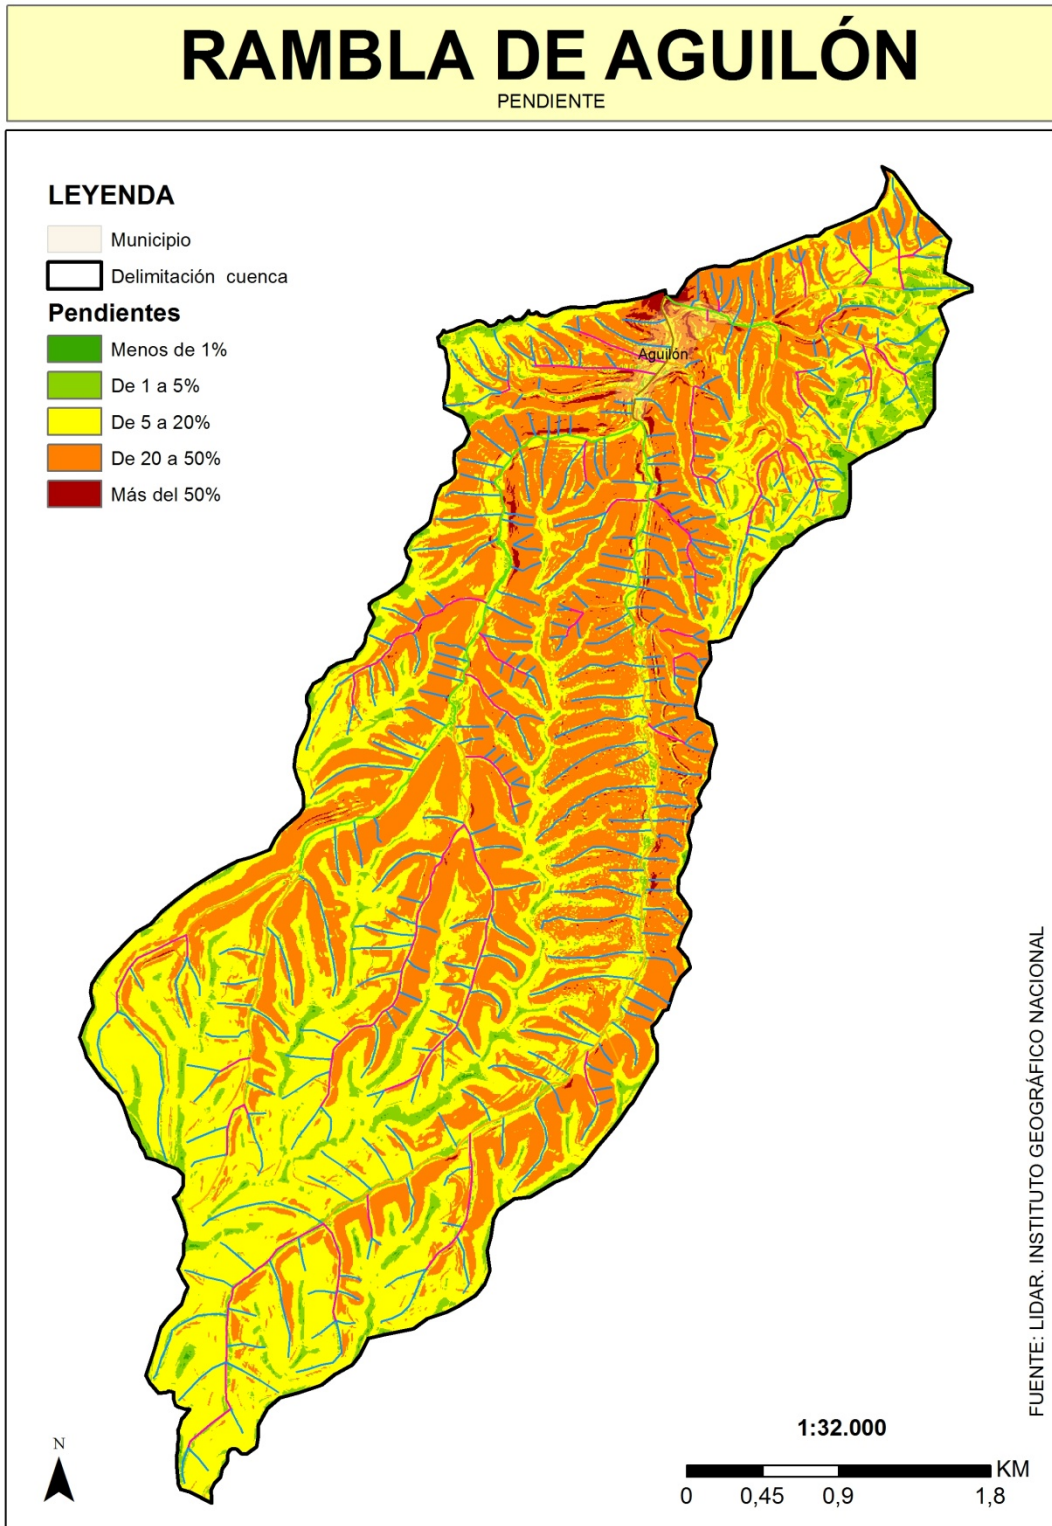 RAMBLA DE AGUILÓN
PENDIENTE
LEYENDA
Municipio
Delimitación cuenca
Pendientes
Menos de 1%
De 1 a 5%
De 5 a 20%
De 20 a 50%
Más del 50%
Aguilón
FUENTE: LIDAR. INSTITUTO GEOGRÁFICO NACIONAL
N
1:32.000
KM
0 0,45 0,9 1,8